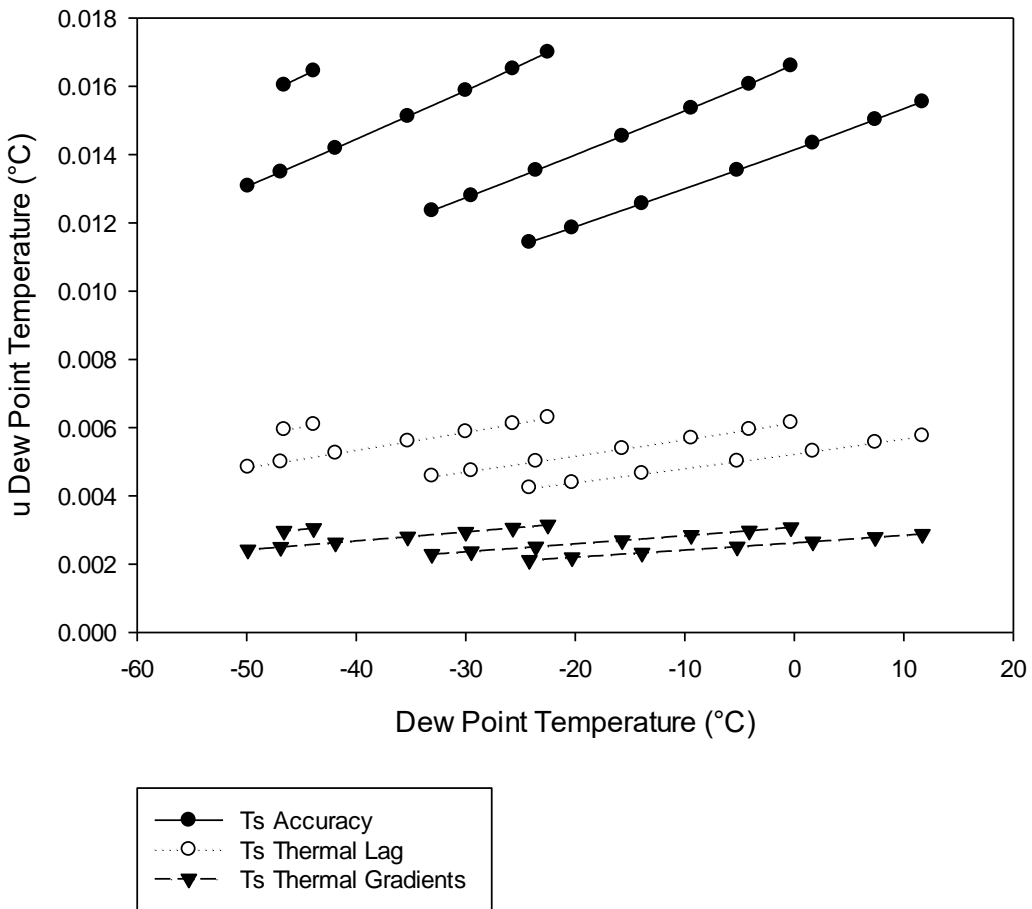 0.018
0.016
0.014
0.012
0.010
0.008
0.006
0.004
0.002
0.000
u Dew Point Temperature (°C)
-60 -50 -40 -30 -20 -10 0 10 20
Dew Point Temperature (°C)
Ts Accuracy
Ts Thermal Lag
Ts Thermal Gradients